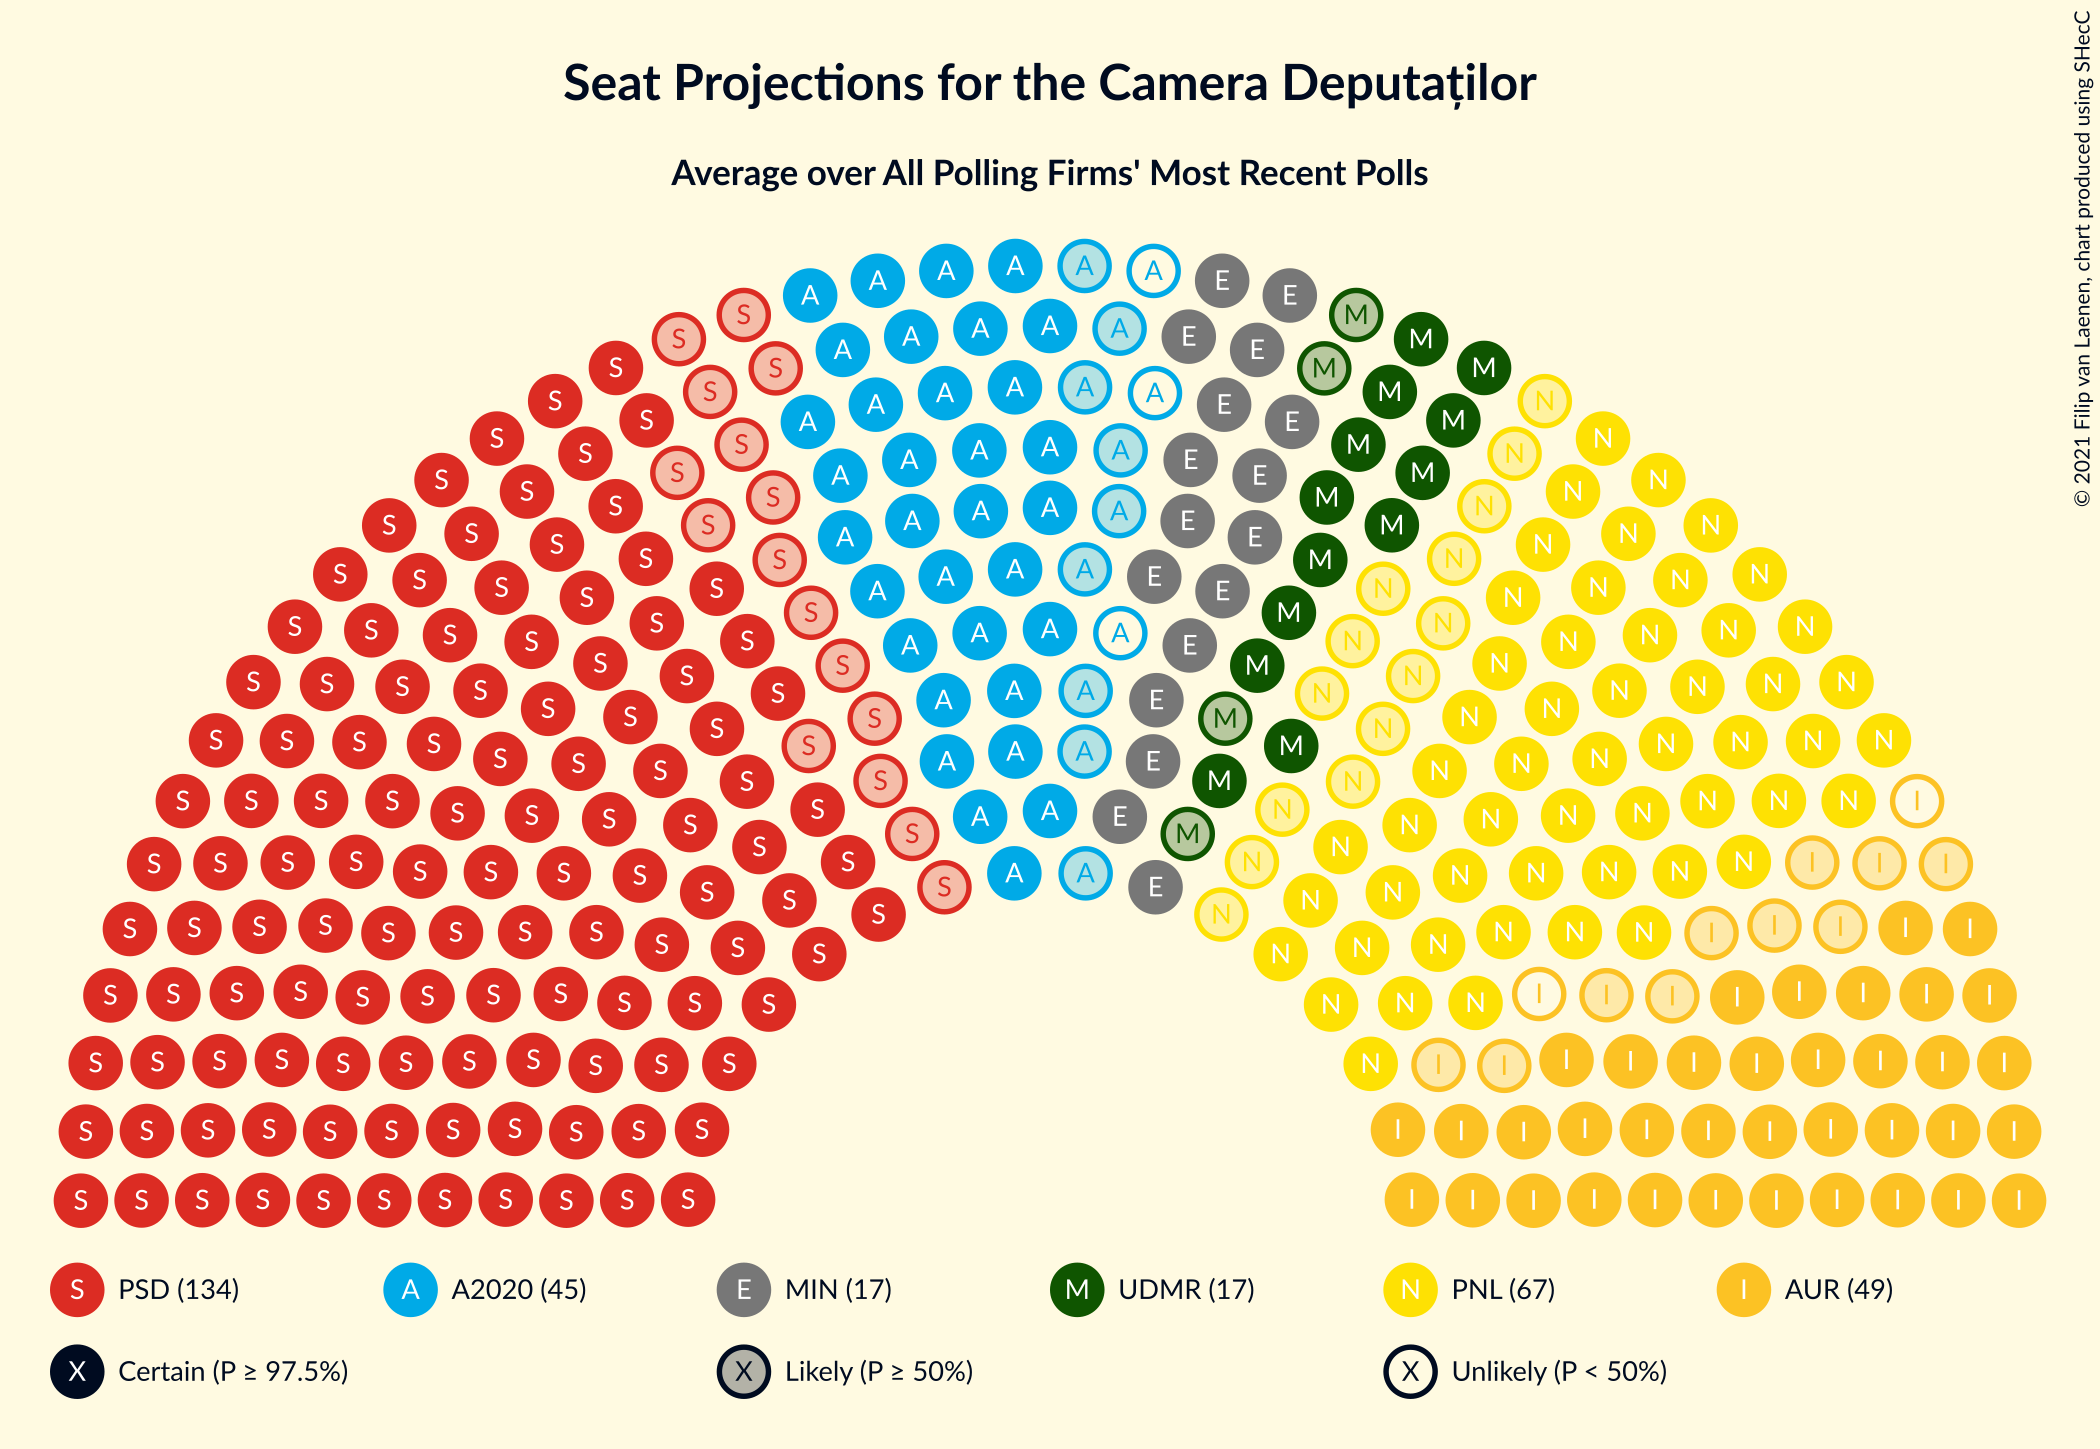 Seat Projections for the Camera Deputaților
Average over All Polling Firms' Most Recent Polls
© 2021 Filip van Laenen, chart produced using SHecC
S PSD (134) A A2020 (45) E MIN (17) M UDMR (17) N PNL (67) I AUR (49)
X Certain (P ≥ 97.5%) X Likely (P ≥ 50%) X Unlikely (P < 50%)